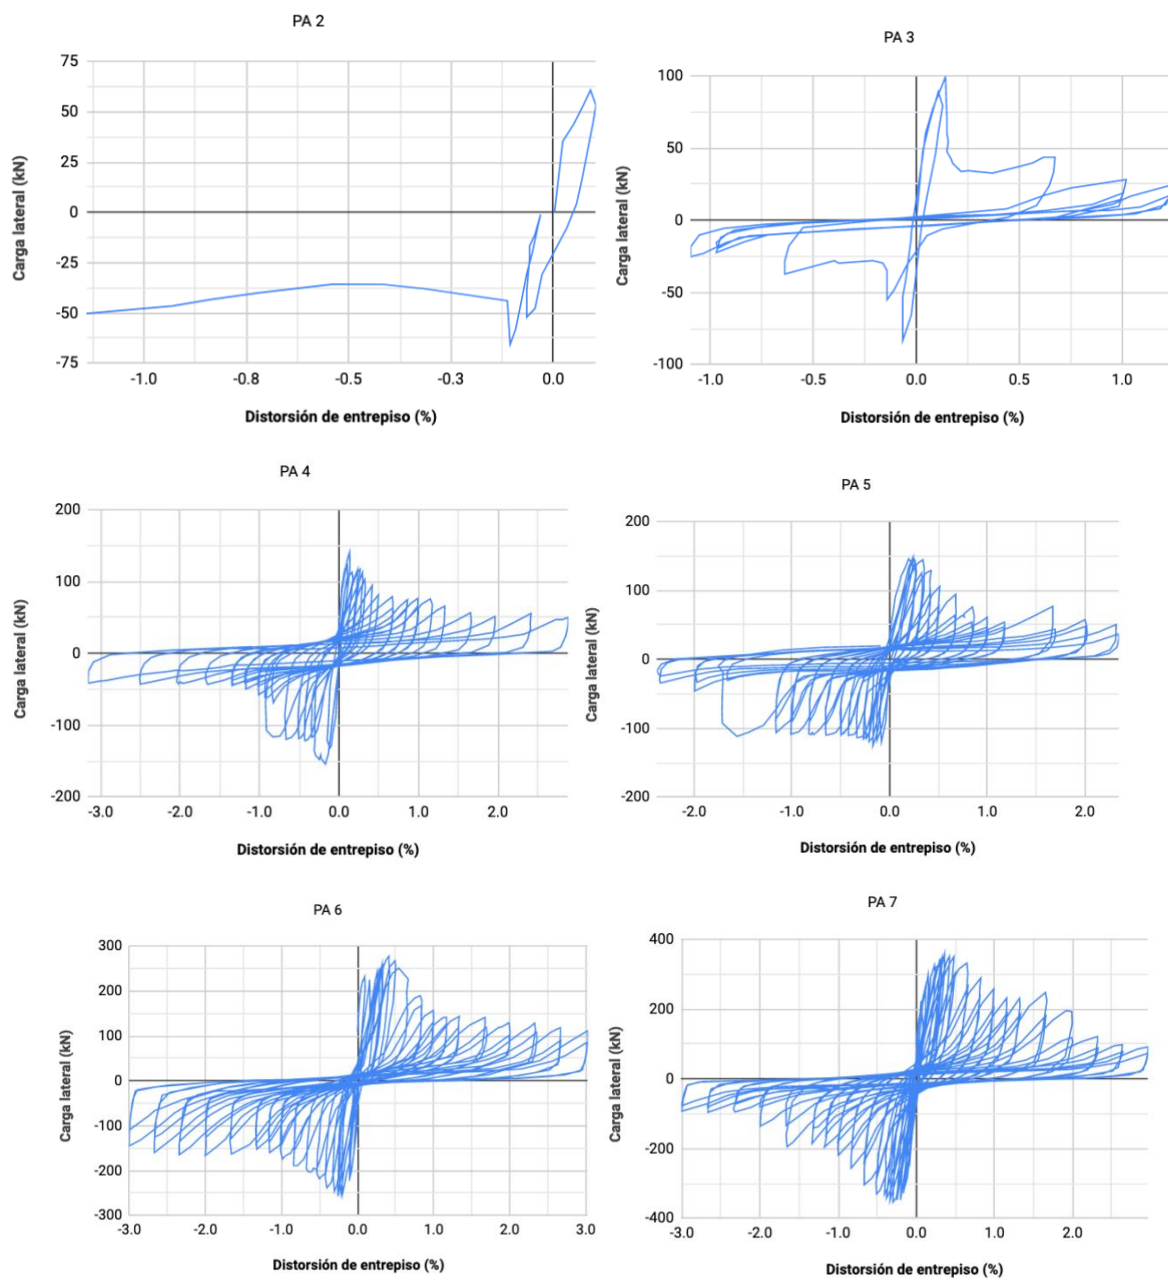 PA 2
75
50
25
0
-25
-50
-75
Carga lateral (kN)
-1.0 -0.8 -0.5 -0.3 0.0
Distorsión de entrepiso (%)
PA 3
100
50
0
-50
-100
Carga lateral (kN)
-1.0 -0.5 0.0 0.5 1.0
Distorsión de entrepiso (%)
PA 4
200
100
0
-100
-200
Carga lateral (kN)
-3.0 -2.0 -1.0 0.0 1.0 2.0
Distorsión de entrepiso (%)
PA 5
200
100
0
-100
-200
Carga lateral (kN)
-2.0 -1.0 0.0 1.0 2.0
Distorsión de entrepiso (%)
PA 6
300
200
100
0
-100
-200
-300
Carga lateral (kN)
-3.0 -2.0 -1.0 0.0 1.0 2.0 3.0
Distorsión de entrepiso (%)
PA 7
400
200
0
-200
-400
Carga lateral (kN)
-3.0 -2.0 -1.0 0.0 1.0 2.0
Distorsión de entrepiso (%)